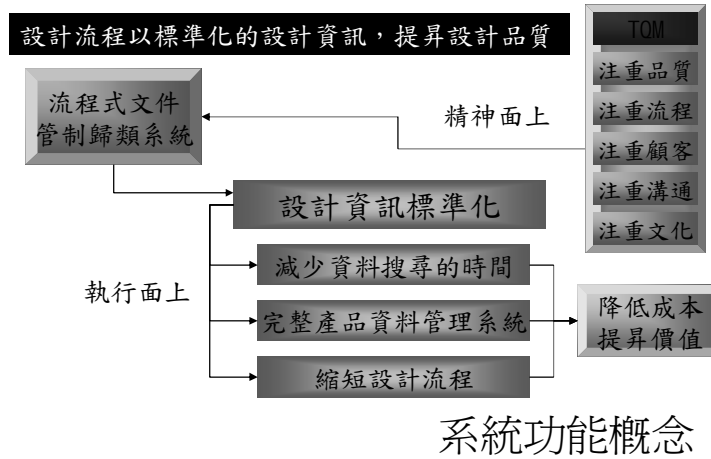 設計流程以標準化的設計資訊，提昇設計品質
TQM
注重品質
注重流程
注重顧客
注重溝通
注重文化
流程式文件
管制歸類系統
精神面上
設計資訊標準化
執行面上
減少資料搜尋的時間
完整產品資料管理系統
縮短設計流程
降低成本
提昇價值
系統功能概念